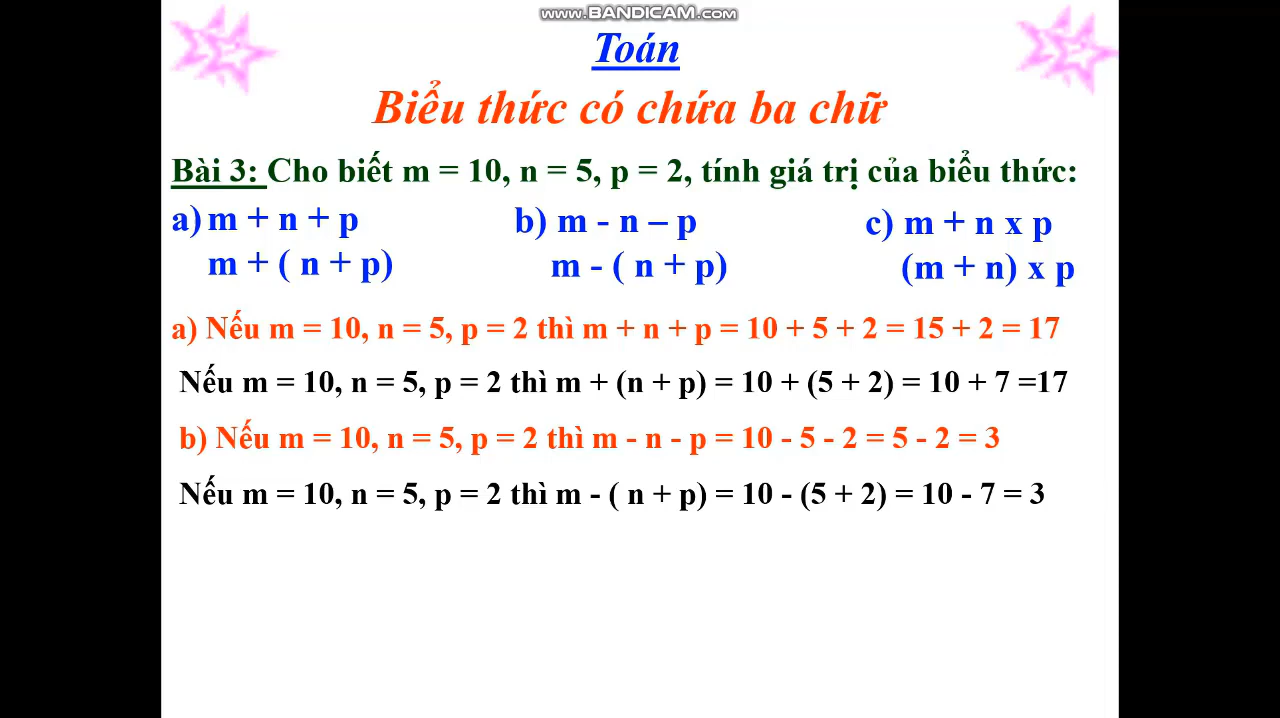 www.BANDICAM.com
Toán
Biểu thức có chứa ba chữ
Bài 3: Cho biết m = 10, n = 5, p = 2, tính giá trị của biểu thức:
a) m + n + p b) m - n – p c) m + n x p
m + ( n + p) m - ( n + p) (m + n) x p
a) Nếu m = 10, n = 5, p = 2 thì m + n + p = 10 + 5 + 2 = 15 + 2 = 17
Nếu m = 10, n = 5, p = 2 thì m + (n + p) = 10 + (5 + 2) = 10 + 7 =17
b) Nếu m = 10, n = 5, p = 2 thì m - n - p = 10 - 5 - 2 = 5 - 2 = 3
Nếu m = 10, n = 5, p = 2 thì m - ( n + p) = 10 - (5 + 2) = 10 - 7 = 3